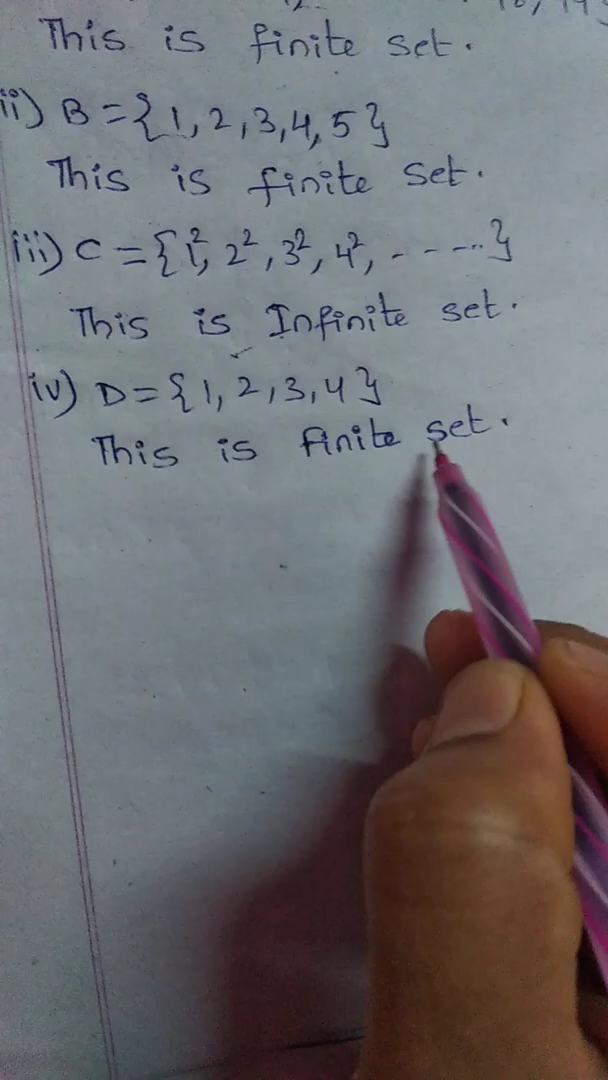 This is finite set.
ii) B = {1, 2, 3, 4, 5}
This is finite set.
iii) C = {1², 2², 3², 4², - - - ...}
This is Infinite set.
iv) D = {1, 2, 3, 4}
This is finite set.